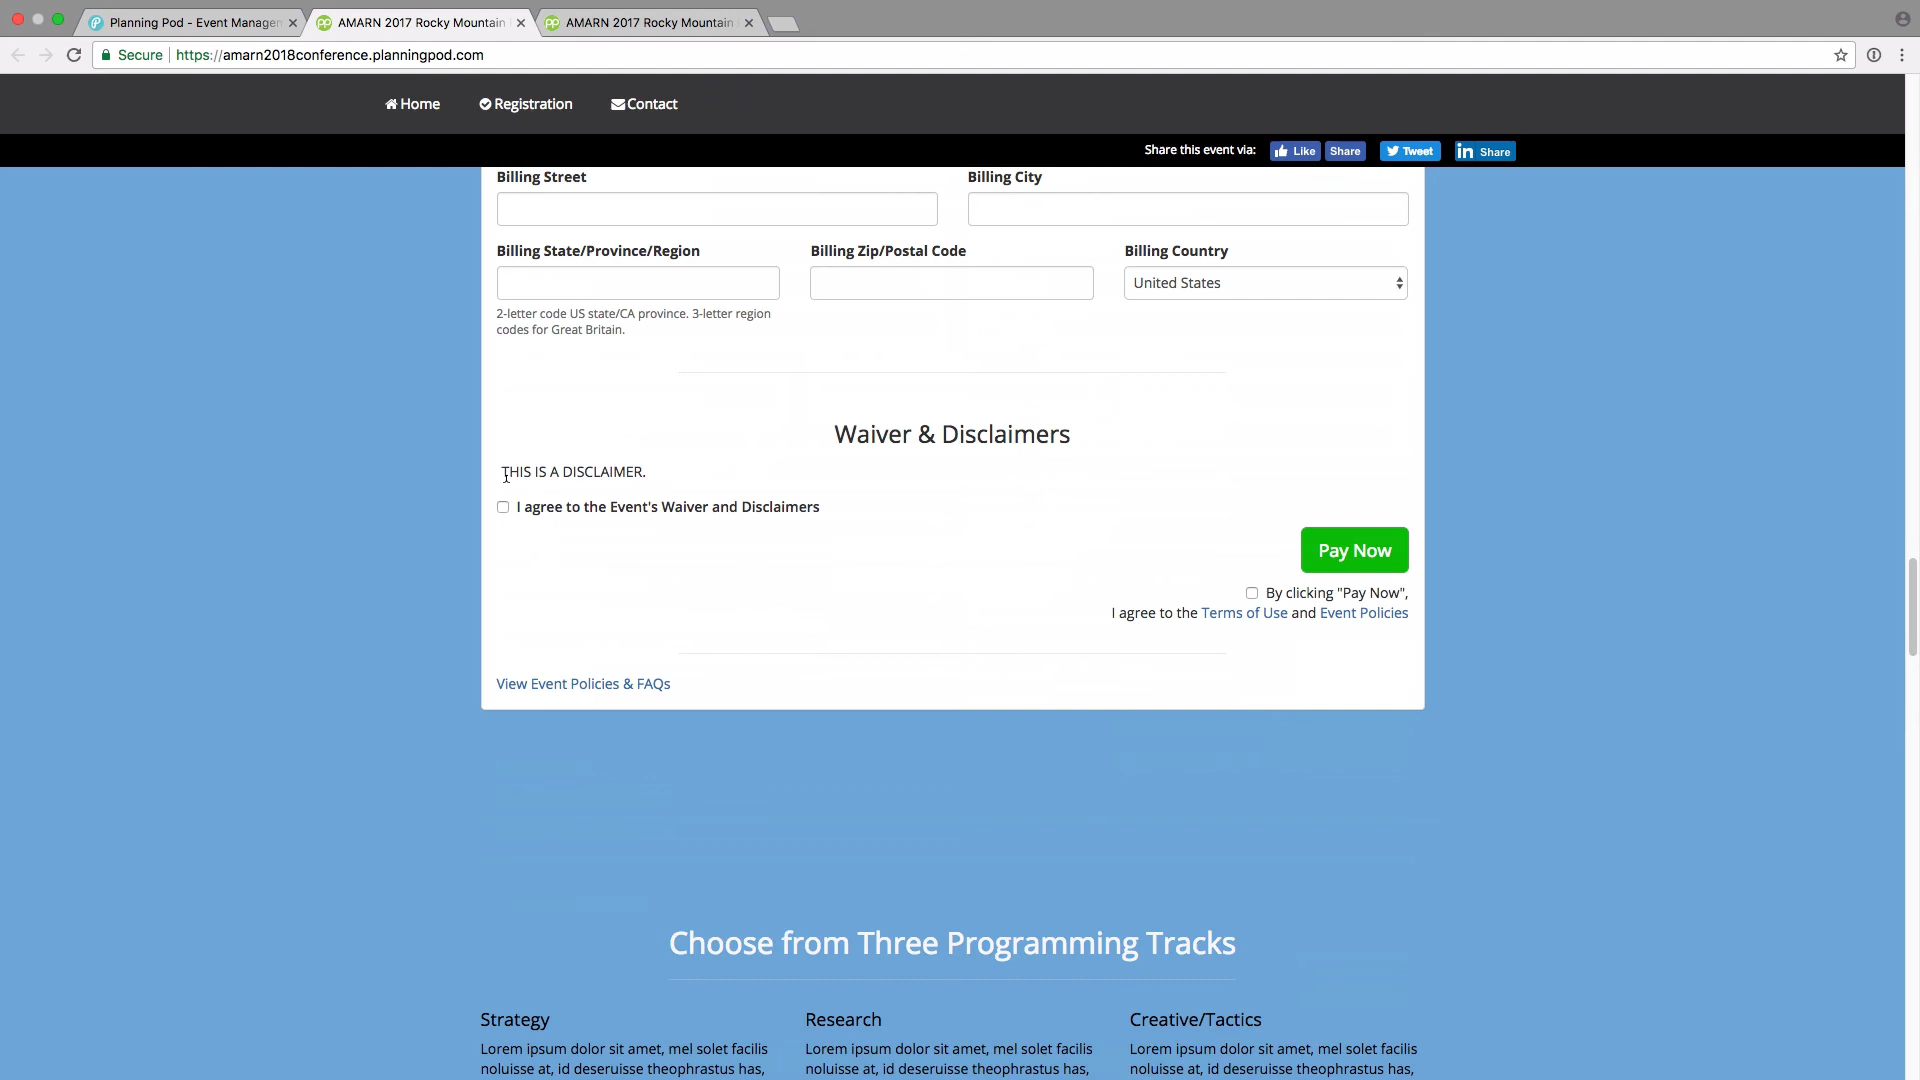 Planning Pod - Event Managem
AMARN 2017 Rocky Mountain
AMARN 2017 Rocky Mountain
Secure https://amarn2018conference.planningpod.com
Home Registration Contact
Share this event via: Like Share Tweet Share
Billing Street Billing City
Billing State/Province/Region Billing Zip/Postal Code Billing Country
United States
2-letter code US state/CA province. 3-letter region
codes for Great Britain.
Waiver & Disclaimers
THIS IS A DISCLAIMER.
I agree to the Event's Waiver and Disclaimers
Pay Now
By clicking "Pay Now",
I agree to the Terms of Use and Event Policies
View Event Policies & FAQs
Choose from Three Programming Tracks
Strategy Research Creative/Tactics
Lorem ipsum dolor sit amet, mel solet facilis Lorem ipsum dolor sit amet, mel solet facilis Lorem ipsum dolor sit amet, mel solet facilis
noluisse at, id deseruisse theophrastus has, noluisse at, id deseruisse theophrastus has, noluisse at, id deseruisse theophrastus has,